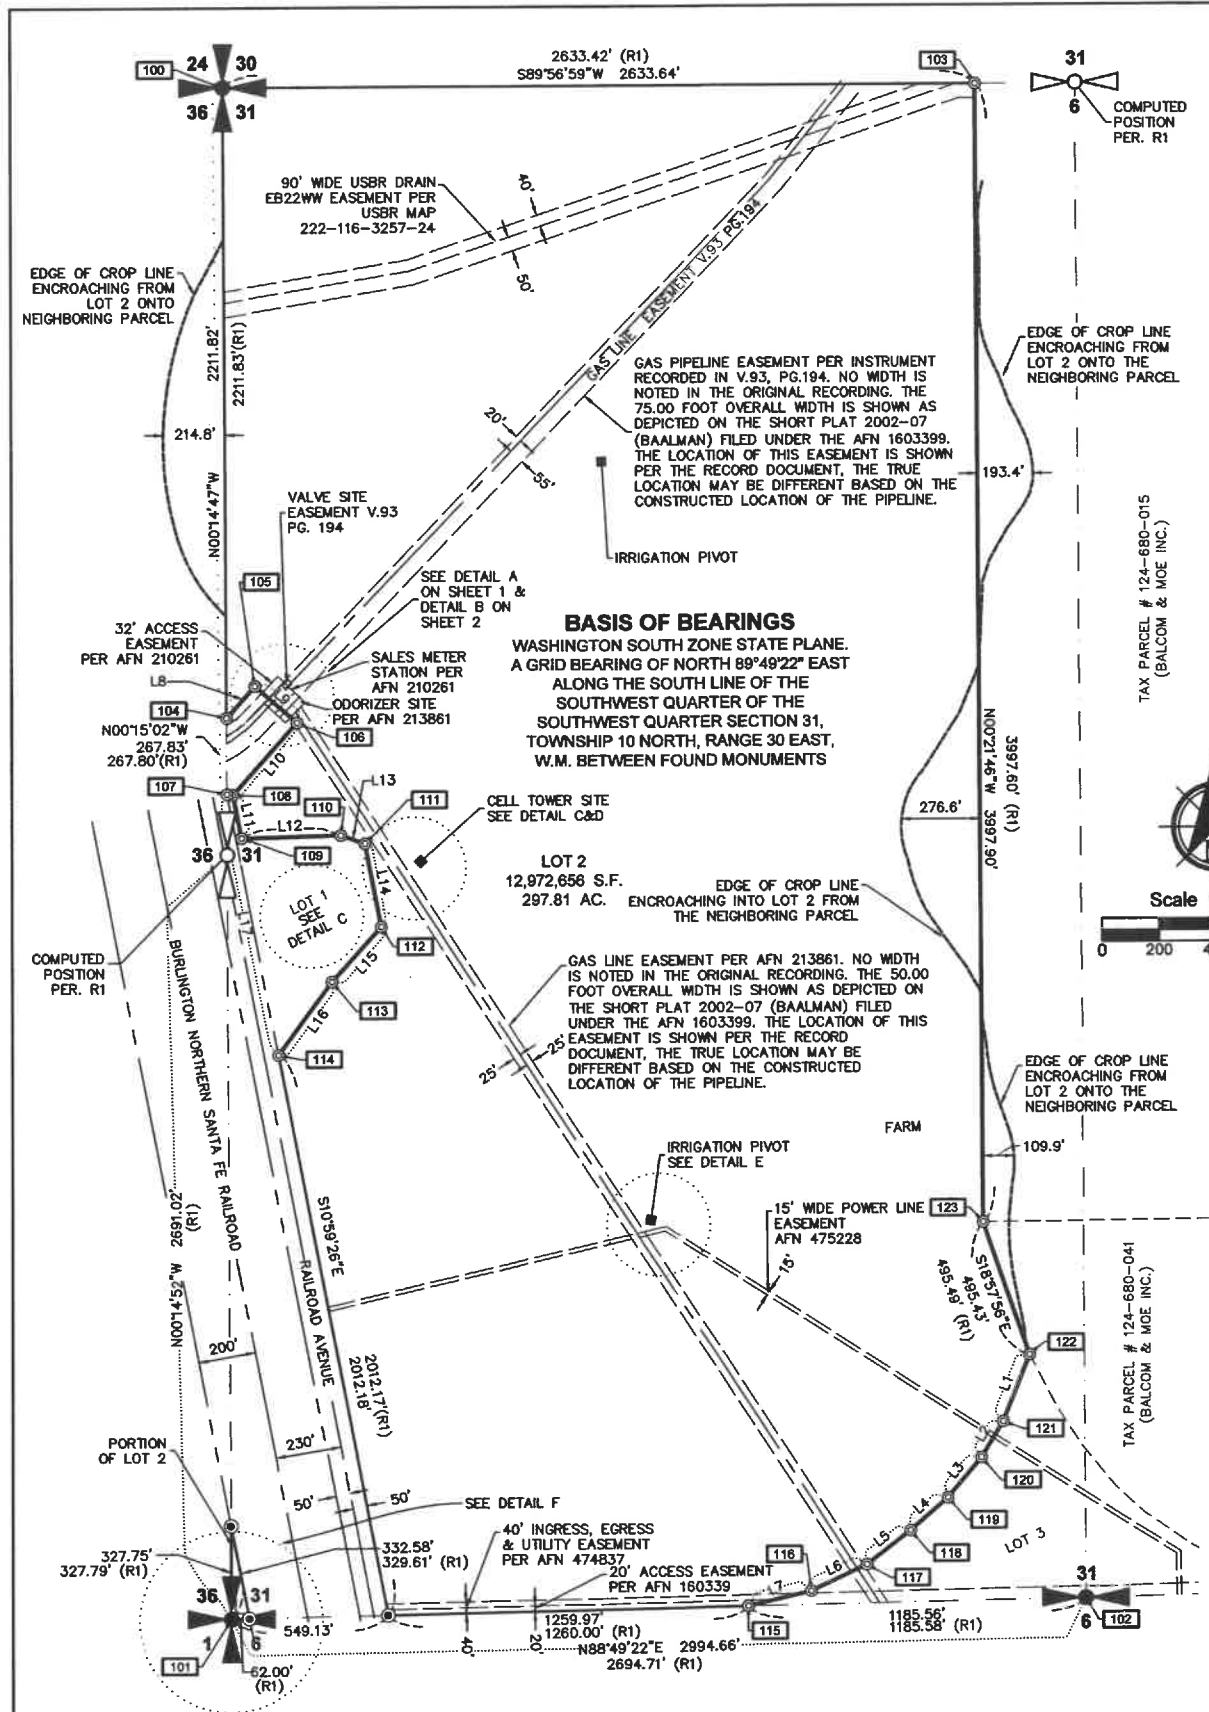 2633.42' (R1)
S89°56'59"W 2633.64'
24 30
100
36 31
103
31
6
COMPUTED
POSITION
PER. R1
90' WIDE USBR DRAIN
EB22WW EASEMENT PER
USBR MAP
222-116-3257-24
40'
50'
GAS LINE EASEMENT V.93 PG.194
EDGE OF CROP LINE
ENCROACHING FROM
LOT 2 ONTO
NEIGHBORING PARCEL
2211.82'
2211.83'(R1)
214.8'
N00°14'47"W
EDGE OF CROP LINE
ENCROACHING FROM
LOT 2 ONTO THE
NEIGHBORING PARCEL
GAS PIPELINE EASEMENT PER INSTRUMENT
RECORDED IN V.93, PG.194. NO WIDTH IS
NOTED IN THE ORIGINAL RECORDING. THE
75.00 FOOT OVERALL WIDTH IS SHOWN AS
DEPICTED ON THE SHORT PLAT 2002-07
(BAALMAN) FILED UNDER THE AFN 1603399.
THE LOCATION OF THIS EASEMENT IS SHOWN
PER THE RECORD DOCUMENT, THE TRUE
LOCATION MAY BE DIFFERENT BASED ON THE
CONSTRUCTED LOCATION OF THE PIPELINE.
20'
55'
193.4'
VALVE SITE
EASEMENT V.93
PG. 194
IRRIGATION PIVOT
TAX PARCEL # 124-680-015
(BALCOM & MOE INC.)
105
SEE DETAIL A
ON SHEET 1 &
DETAIL B ON
SHEET 2
32' ACCESS
EASEMENT
PER AFN 210261
L8
SALES METER
STATION PER
AFN 210261
L9
ODORIZER SITE
PER AFN 213861
104
106
N00°15'02"W
267.83'
267.80'(R1)
BASIS OF BEARINGS
WASHINGTON SOUTH ZONE STATE PLANE.
A GRID BEARING OF NORTH 89°49'22" EAST
ALONG THE SOUTH LINE OF THE
SOUTHWEST QUARTER OF THE
SOUTHWEST QUARTER SECTION 31,
TOWNSHIP 10 NORTH, RANGE 30 EAST,
W.M. BETWEEN FOUND MONUMENTS
L10
107
108
110
L13
111
L11
L12
109
CELL TOWER SITE
SEE DETAIL C&D
276.6'
N00°21'46"W 3997.90'
3997.60' (R1)
36 31
LOT 1
SEE
DETAIL C
L14
L17
LOT 2
12,972,656 S.F.
297.81 AC.
EDGE OF CROP LINE
ENCROACHING INTO LOT 2 FROM
THE NEIGHBORING PARCEL
Scale
0 200
112
L15
COMPUTED
POSITION
PER. R1
113
L16
114
GAS LINE EASEMENT PER AFN 213861. NO WIDTH
IS NOTED IN THE ORIGINAL RECORDING. THE 50.00
FOOT OVERALL WIDTH IS SHOWN AS DEPICTED ON
THE SHORT PLAT 2002-07 (BAALMAN) FILED
UNDER THE AFN 1603399. THE LOCATION OF THIS
EASEMENT IS SHOWN PER THE RECORD
DOCUMENT, THE TRUE LOCATION MAY BE
DIFFERENT BASED ON THE CONSTRUCTED
LOCATION OF THE PIPELINE.
25'
25'
EDGE OF CROP LINE
ENCROACHING FROM
LOT 2 ONTO THE
NEIGHBORING PARCEL
FARM
109.9'
BURLINGTON NORTHERN SANTA FE RAILROAD
N00°14'52"W 2691.02'
(R1)
IRRIGATION PIVOT
SEE DETAIL E
15' WIDE POWER LINE
EASEMENT
AFN 475228
15'
123
S18°57'56"E
495.43'
495.49' (R1)
S10°59'26"E
RAILROAD AVENUE
2012.17'(R1)
2012.18'
200'
TAX PARCEL # 124-680-041
(BALCOM & MOE INC.)
122
L1
121
L2
120
L3
119
L4
118
L5
117
L6
116
L7
115
LOT 3
PORTION
OF LOT 2
230'
50'
50'
SEE DETAIL F
40' INGRESS, EGRESS
& UTILITY EASEMENT
PER AFN 474837
20' ACCESS EASEMENT
PER AFN 160339
327.75'
327.79' (R1)
332.58'
329.61' (R1)
36 31
1 6
101
549.13'
62.00'
(R1)
40'
20'
1259.97'
1260.00' (R1)
N88°49'22"E 2994.66'
2694.71' (R1)
1185.56'
1185.58' (R1)
31
6
102